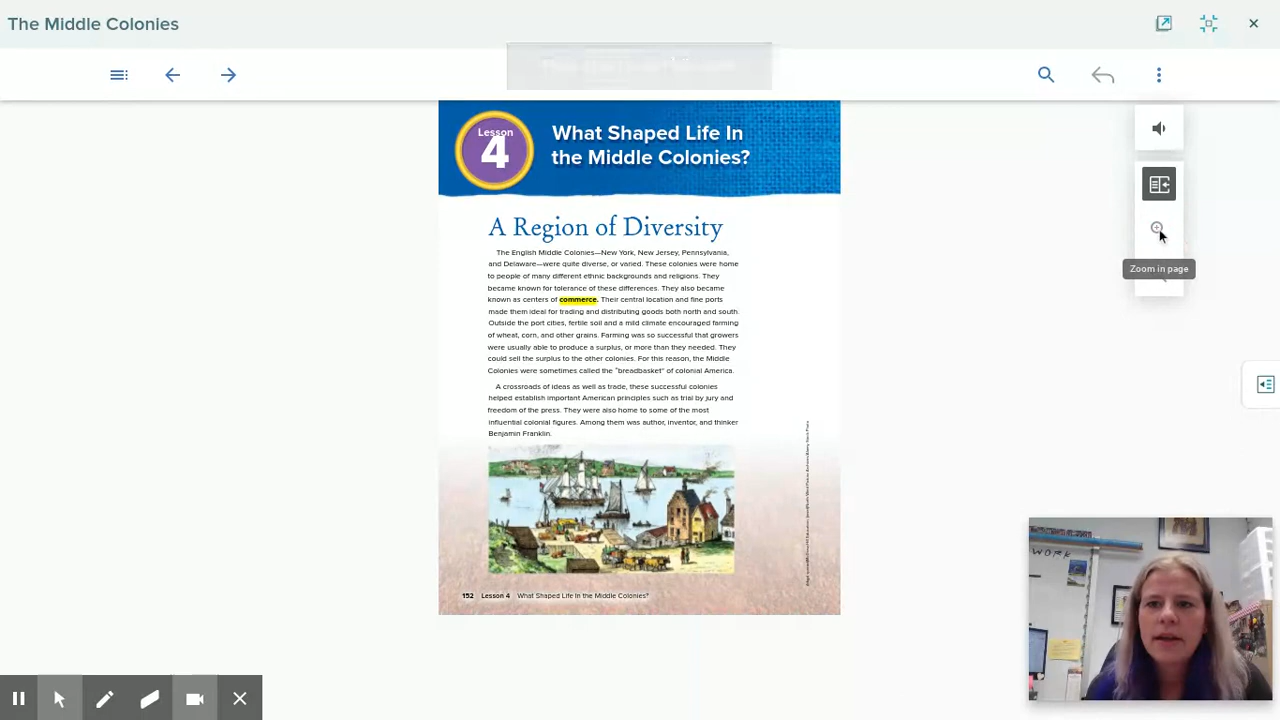 The Middle Colonies
Lesson
4
What Shaped Life In
the Middle Colonies?
A Region of Diversity
The English Middle Colonies—New York, New Jersey, Pennsylvania,
and Delaware—were quite diverse, or varied. These colonies were home
to people of many different ethnic backgrounds and religions. They
became known for tolerance of these differences. They also became
known as centers of commerce. Their central location and fine ports
made them ideal for trading and distributing goods both north and south.
Outside the port cities, fertile soil and a mild climate encouraged farming
of wheat, corn, and other grains. Farming was so successful that growers
were usually able to produce a surplus, or more than they needed. They
could sell the surplus to the other colonies. For this reason, the Middle
Colonies were sometimes called the "breadbasket" of colonial America.
A crossroads of ideas as well as trade, these successful colonies
helped establish important American principles such as trial by jury and
freedom of the press. They were also home to some of the most
influential colonial figures. Among them was author, inventor, and thinker
Benjamin Franklin.
152 Lesson 4 What Shaped Life In the Middle Colonies?
Zoom in page
WORK